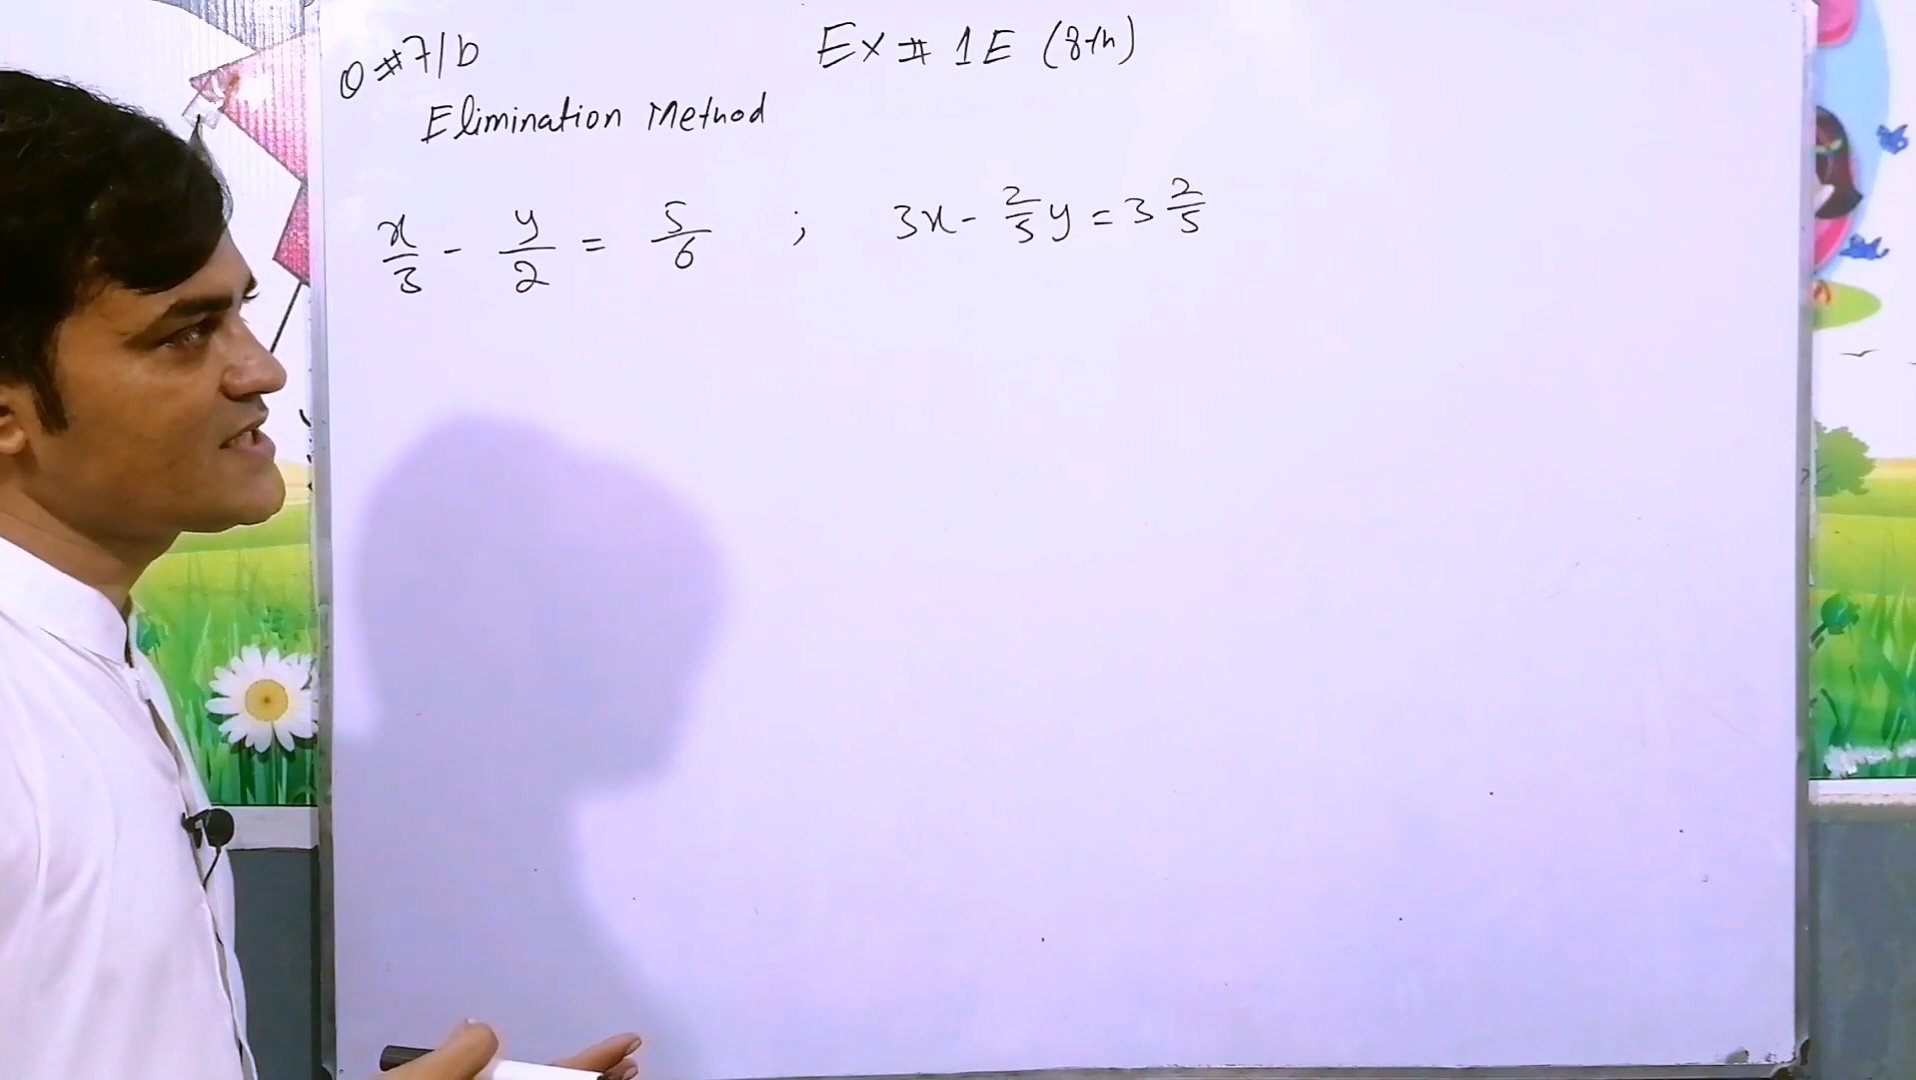 Q #7/b
Ex # 1E (8th)
Elimination Method
x/3 - y/2 = 5/6 ; 3x - 2/5 y = 3 2/5